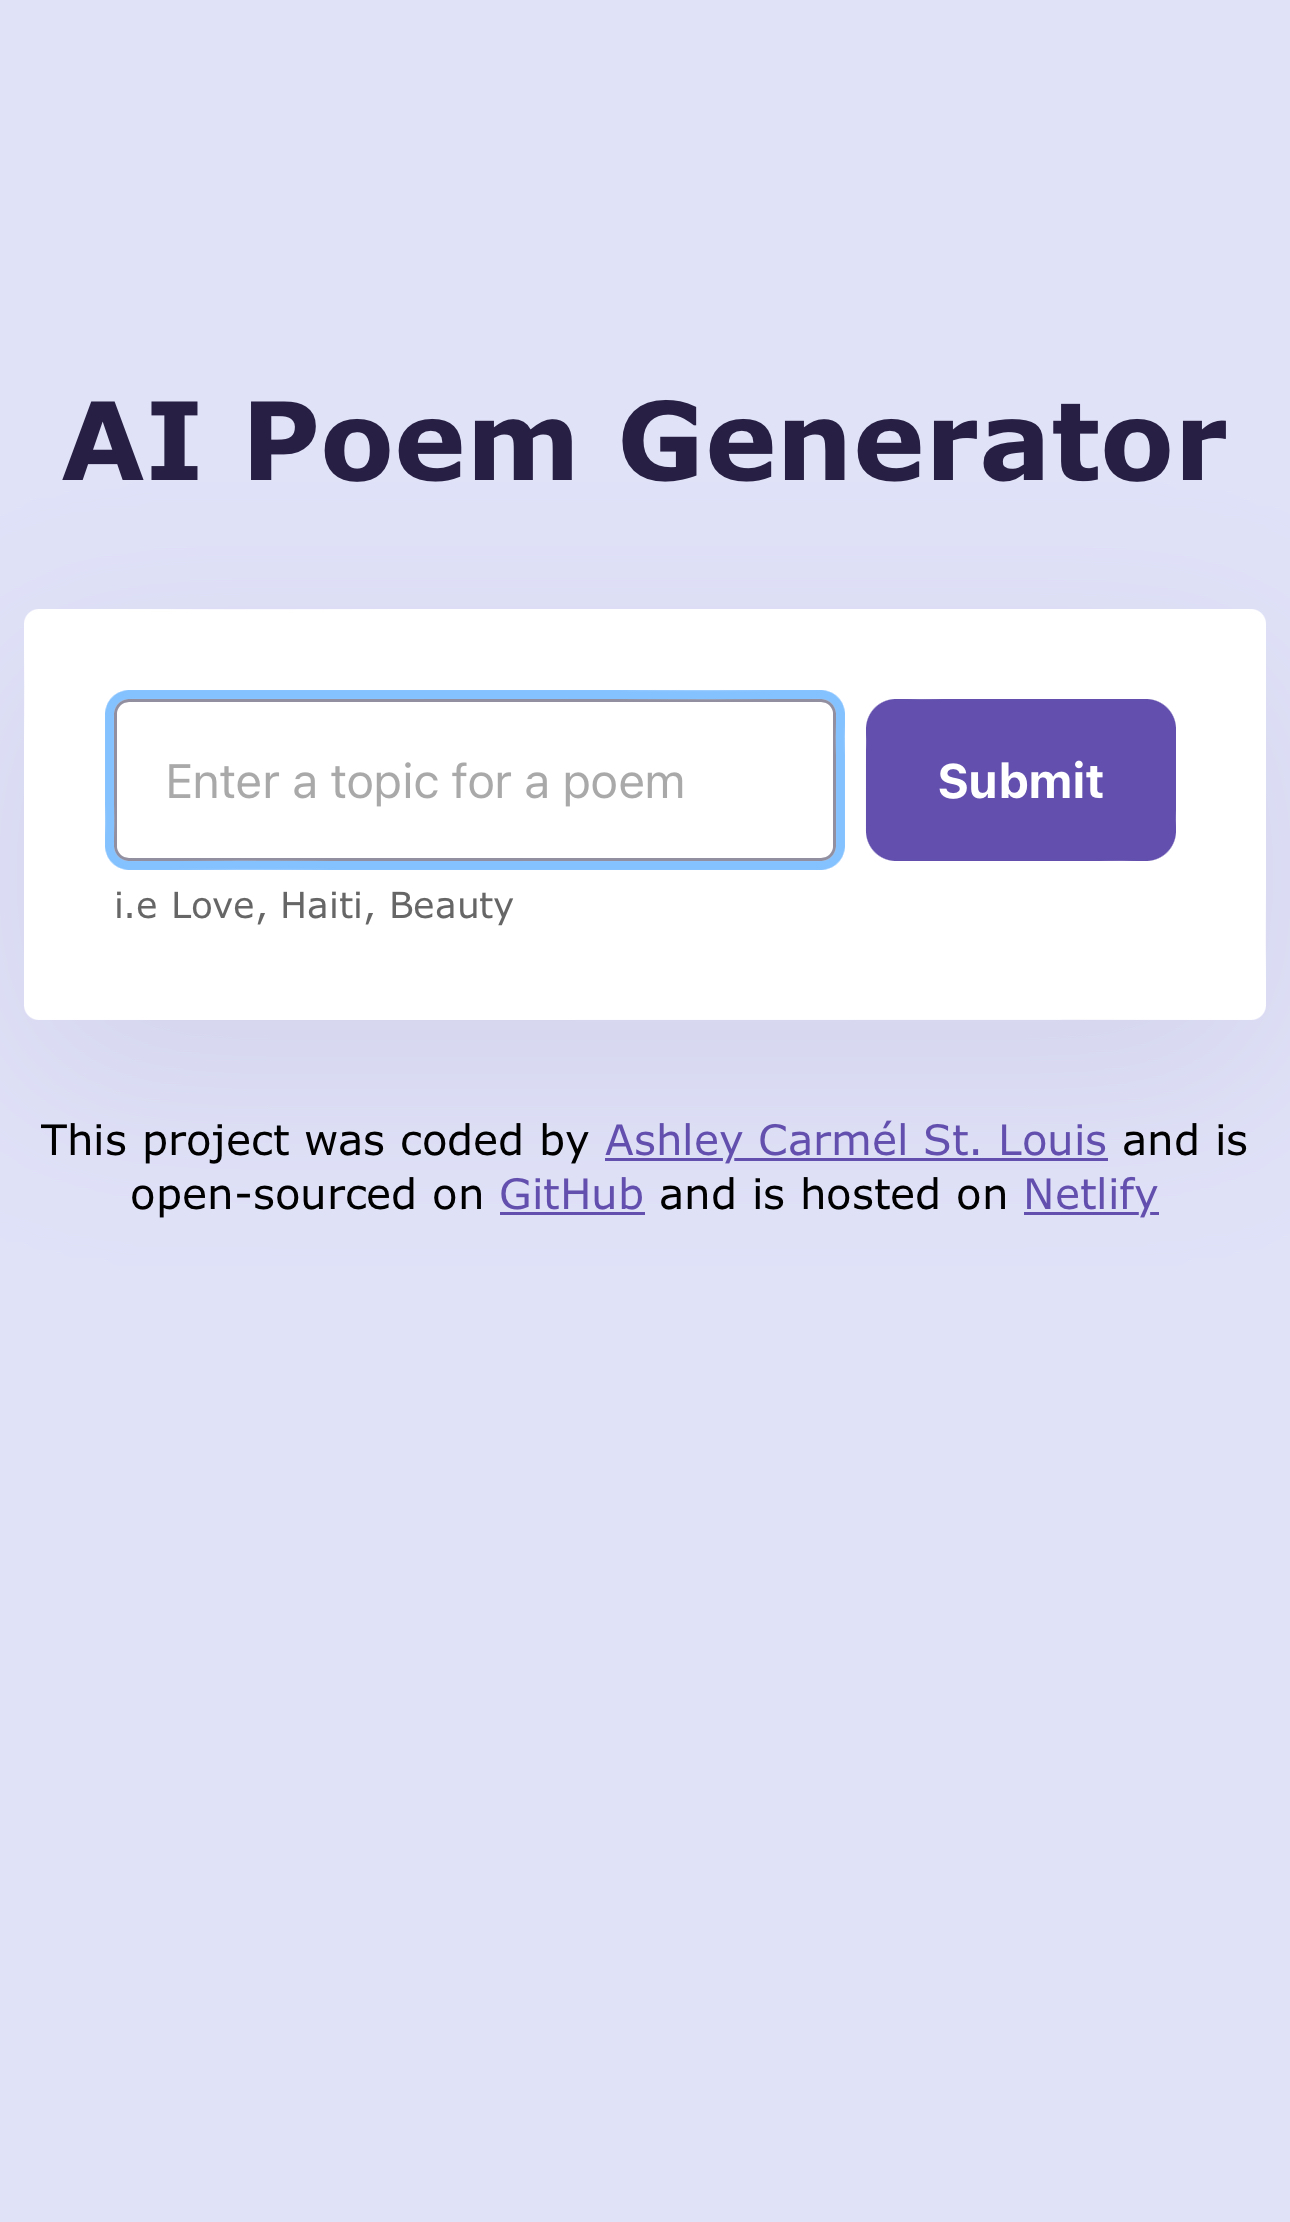 AI Poem Generator
Enter a topic for a poem
Submit
i.e Love, Haiti, Beauty
This project was coded by Ashley Carmél St. Louis and is
open-sourced on GitHub and is hosted on Netlify